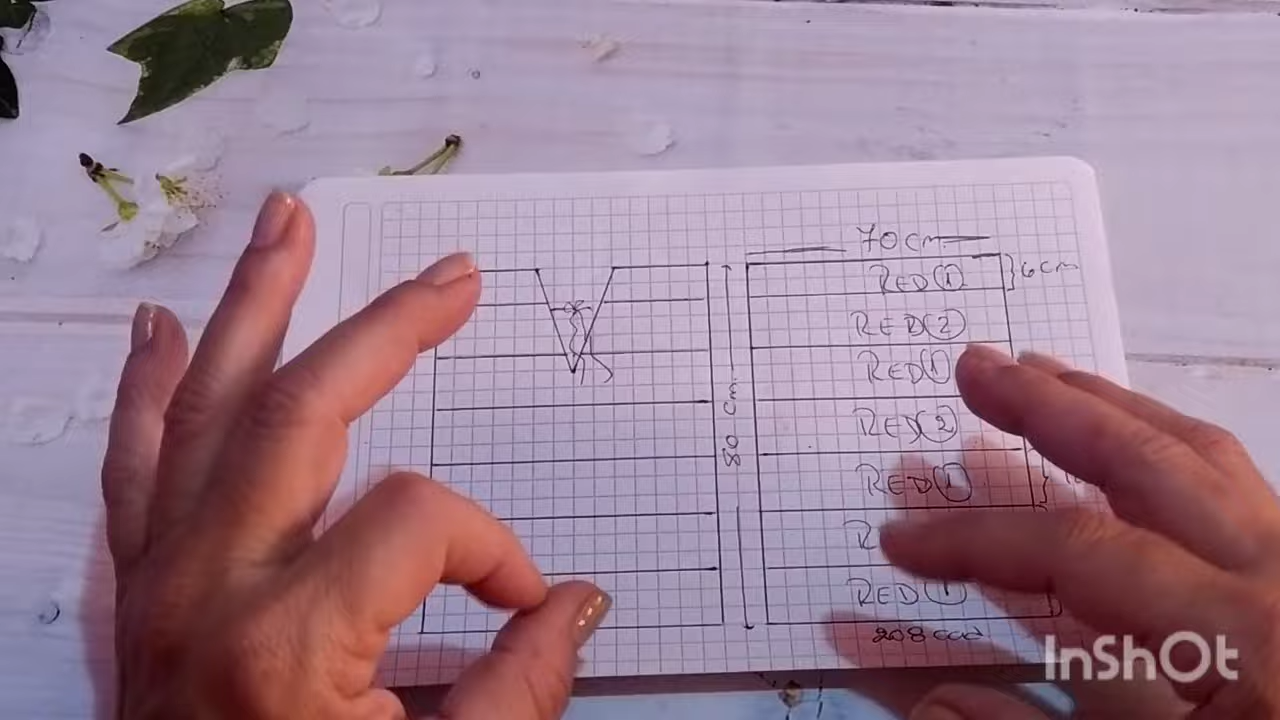 70 cm
RED ① 6 cm
RED ②
RED ①
RED ②
80 cm
RED ①
RED ①
208 cad
InShOt